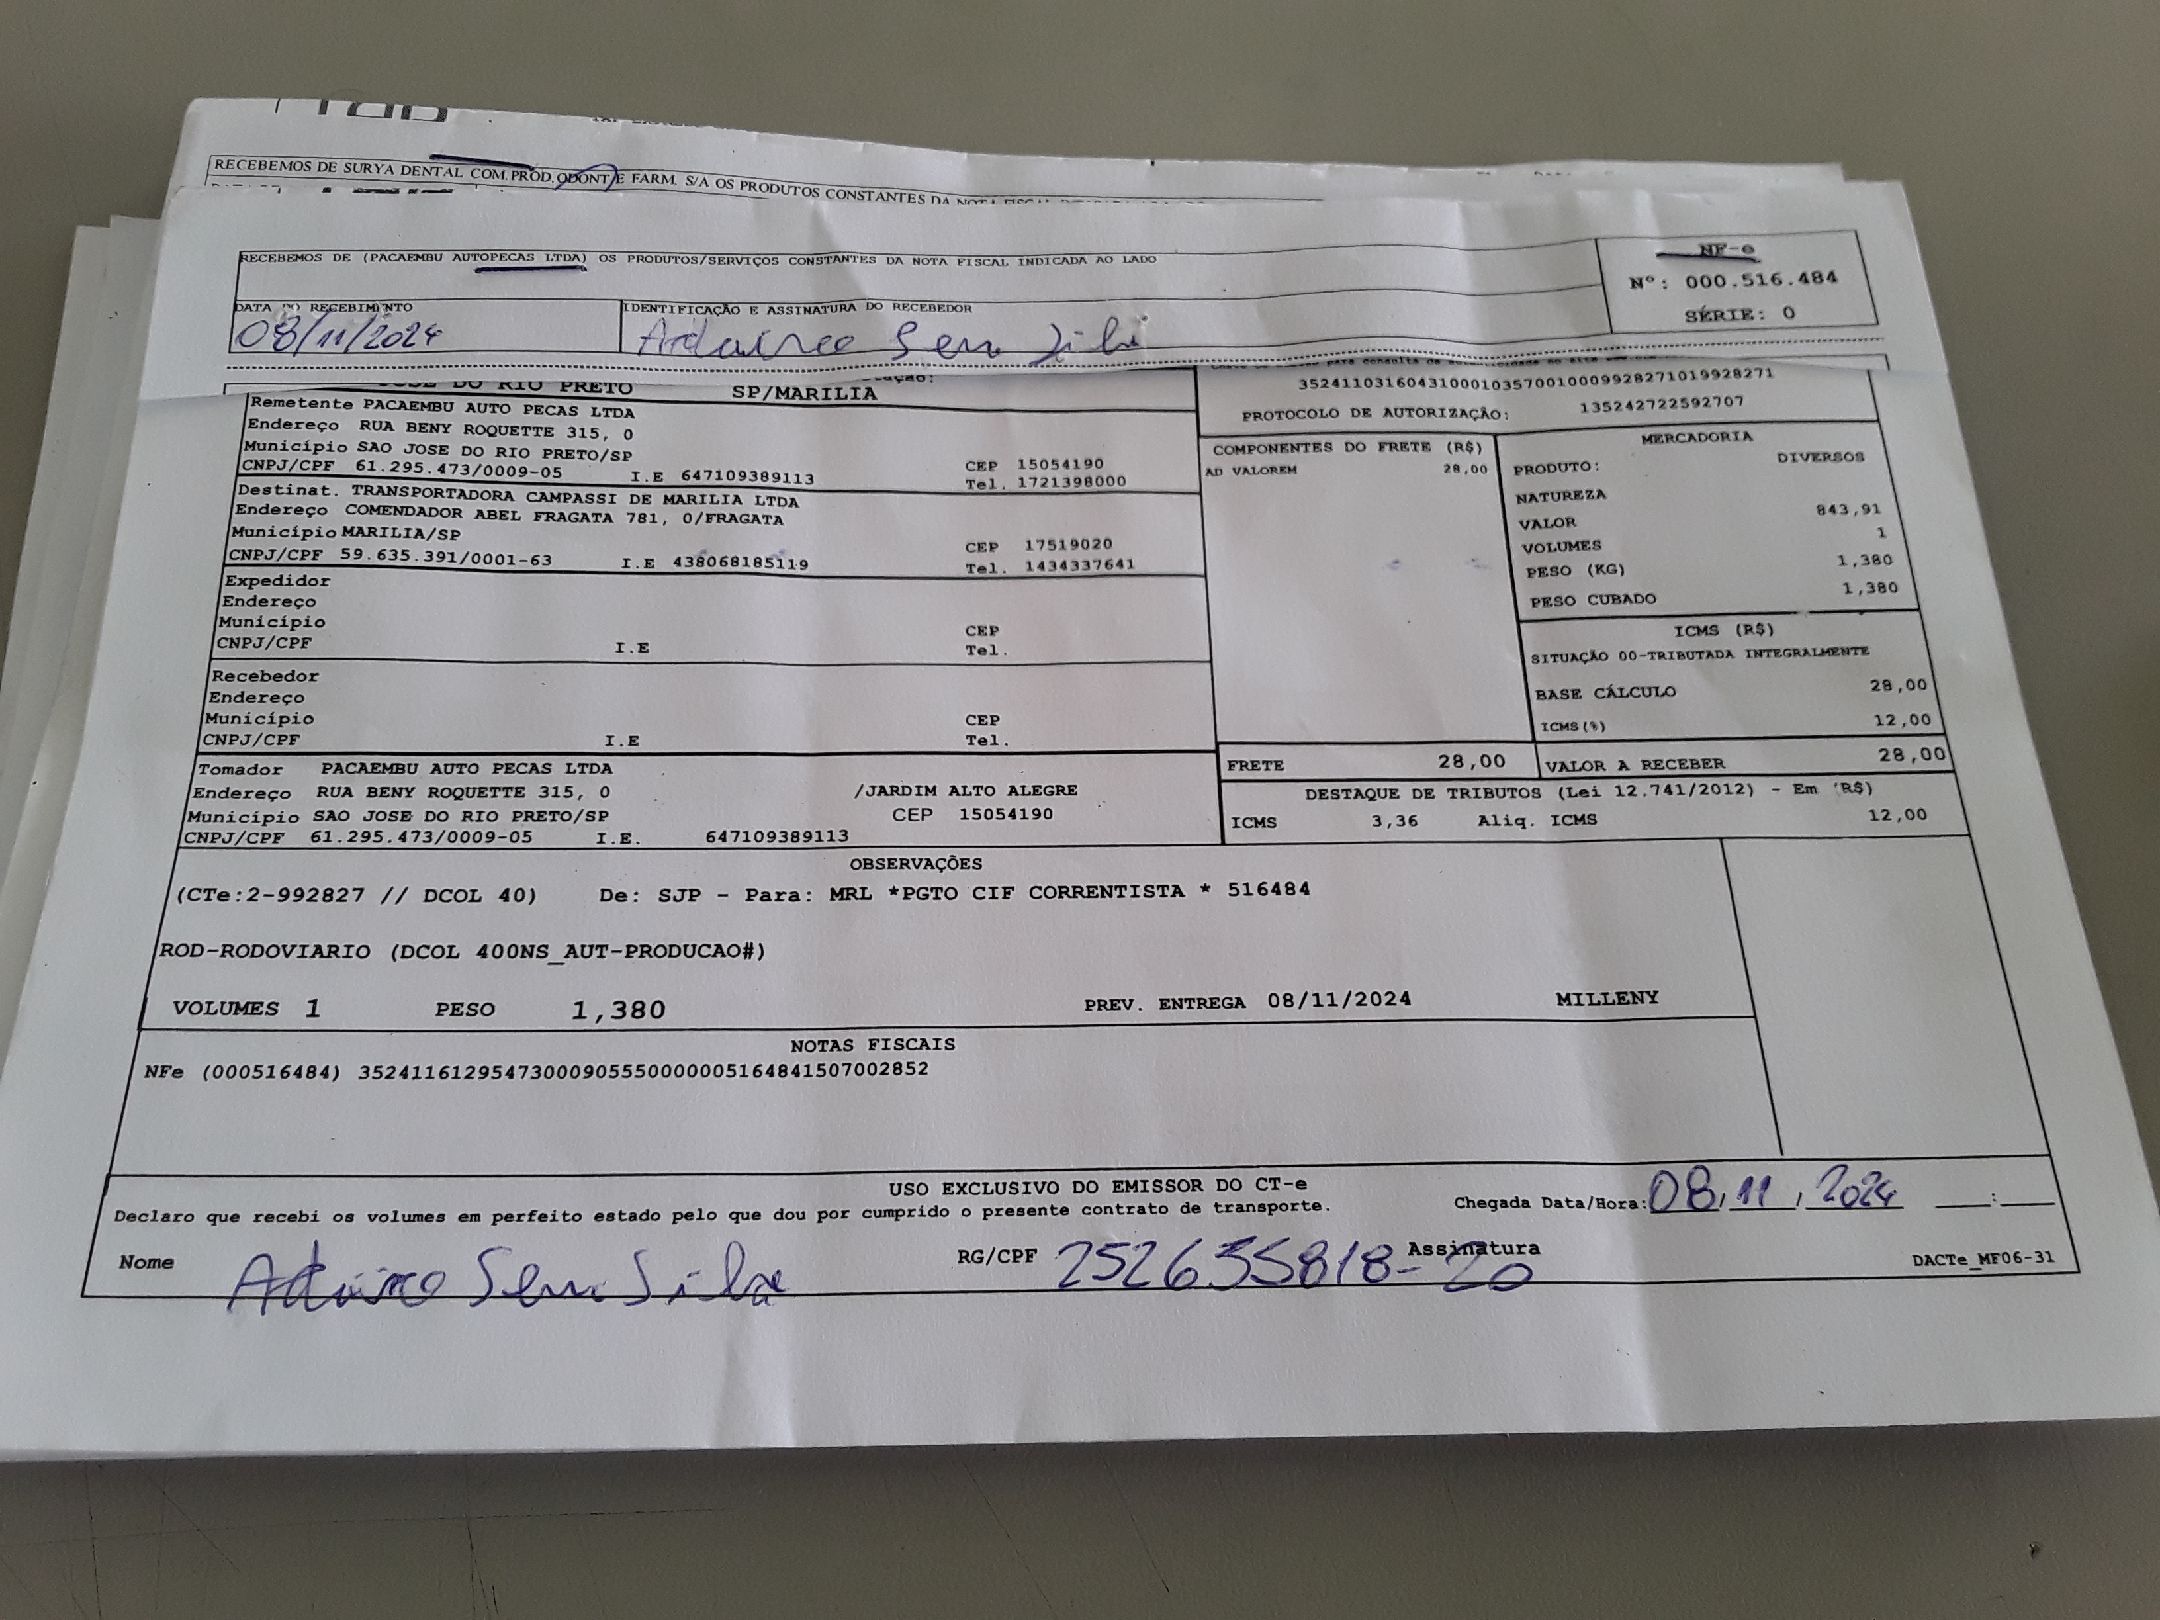 RECEBEMOS DE SURYA DENTAL COM. PROD. ODONT E FARM. S/A OS PRODUTOS CONSTANTES DA NOTA FISCAL
RECEBEMOS DE (PACAEMBU AUTOPECAS LTDA) OS PRODUTOS/SERVIÇOS CONSTANTES DA NOTA FISCAL INDICADA AO LADO
NF-e
Nº: 000.516.484
SÉRIE: 0
DATA DO RECEBIMENTO
08/11/2024
IDENTIFICAÇÃO E ASSINATURA DO RECEBEDOR
JOSE DO RIO PRETO SP/MARILIA
35241103160431000103570010009928271019928271
PROTOCOLO DE AUTORIZAÇÃO: 135242722592707
Remetente PACAEMBU AUTO PECAS LTDA
Endereço RUA BENY ROQUETTE 315, 0
Município SAO JOSE DO RIO PRETO/SP CEP 15054190
CNPJ/CPF 61.295.473/0009-05 I.E 647109389113 Tel. 1721398000
Destinat. TRANSPORTADORA CAMPASSI DE MARILIA LTDA
Endereço COMENDADOR ABEL FRAGATA 781, 0/FRAGATA
Município MARILIA/SP CEP 17519020
CNPJ/CPF 59.635.391/0001-63 I.E 438068185119 Tel. 1434337641
Expedidor
Endereço
Município CEP
CNPJ/CPF I.E Tel.
Recebedor
Endereço
Município CEP
CNPJ/CPF I.E Tel.
Tomador PACAEMBU AUTO PECAS LTDA
Endereço RUA BENY ROQUETTE 315, 0 /JARDIM ALTO ALEGRE
Município SAO JOSE DO RIO PRETO/SP CEP 15054190
CNPJ/CPF 61.295.473/0009-05 I.E. 647109389113
COMPONENTES DO FRETE (R$)
AD VALOREM 28,00
MERCADORIA
PRODUTO: DIVERSOS
NATUREZA
VALOR 843,91
VOLUMES 1
PESO (KG) 1,380
PESO CUBADO 1,380
ICMS (R$)
SITUAÇÃO 00-TRIBUTADA INTEGRALMENTE
BASE CÁLCULO 28,00
ICMS(%) 12,00
FRETE 28,00
VALOR A RECEBER 28,00
DESTAQUE DE TRIBUTOS (Lei 12.741/2012) - Em (R$)
ICMS 3,36 Aliq. ICMS 12,00
OBSERVAÇÕES
(CTe:2-992827 // DCOL 40) De: SJP - Para: MRL *PGTO CIF CORRENTISTA * 516484
ROD-RODOVIARIO (DCOL 400NS_AUT-PRODUCAO#)
VOLUMES 1 PESO 1,380 PREV. ENTREGA 08/11/2024 MILLENY
NOTAS FISCAIS
NFe (000516484) 35241161295473000905550000005164841507002852
USO EXCLUSIVO DO EMISSOR DO CT-e
Declaro que recebi os volumes em perfeito estado pelo que dou por cumprido o presente contrato de transporte.
Chegada Data/Hora: 08/11/2024 __:__
Nome
RG/CPF 252635818-20 Assinatura
DACTe_MF06-31